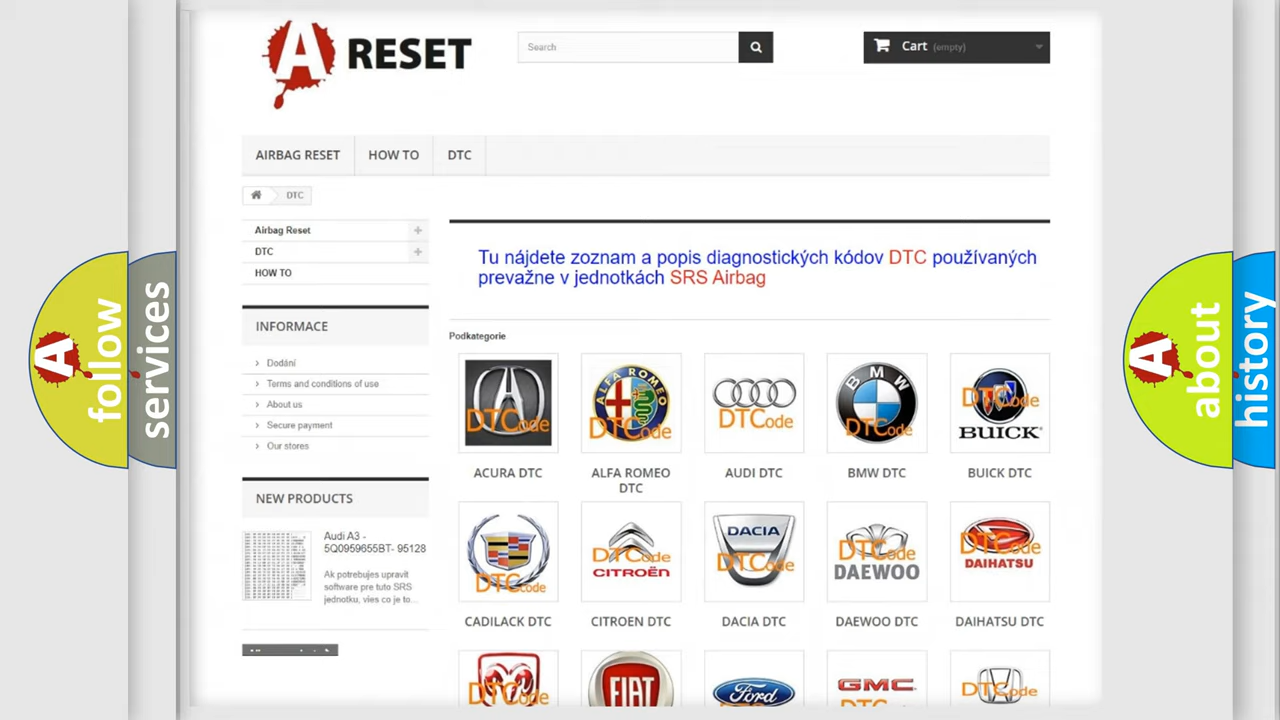 A RESET
Search
Cart (empty)
AIRBAG RESET
HOW TO
DTC
DTC
Airbag Reset
DTC
HOW TO
Tu nájdete zoznam a popis diagnostických kódov DTC používaných
prevažne v jednotkách SRS Airbag
INFORMACE
Dodání
Terms and conditions of use
About us
Secure payment
Our stores
Podkategorie
DTCode
ALFA ROMEO
DTCode
DTCode
BMW
DTCode
DTCode
BUICK
ACURA DTC
ALFA ROMEO
DTC
AUDI DTC
BMW DTC
BUICK DTC
NEW PRODUCTS
Audi A3 -
5Q0959655BT- 95128
Ak potrebujes upravit
software pre tuto SRS
jednotku, vies co je to...
DTCode
DTCode
CITROËN
DACIA
DTCode
DTCode
DAEWOO
DTCode
DAIHATSU
CADILACK DTC
CITROEN DTC
DACIA DTC
DAEWOO DTC
DAIHATSU DTC
DTCode
FIAT
Ford
GMC
DTCode
A follow
services
A about
history